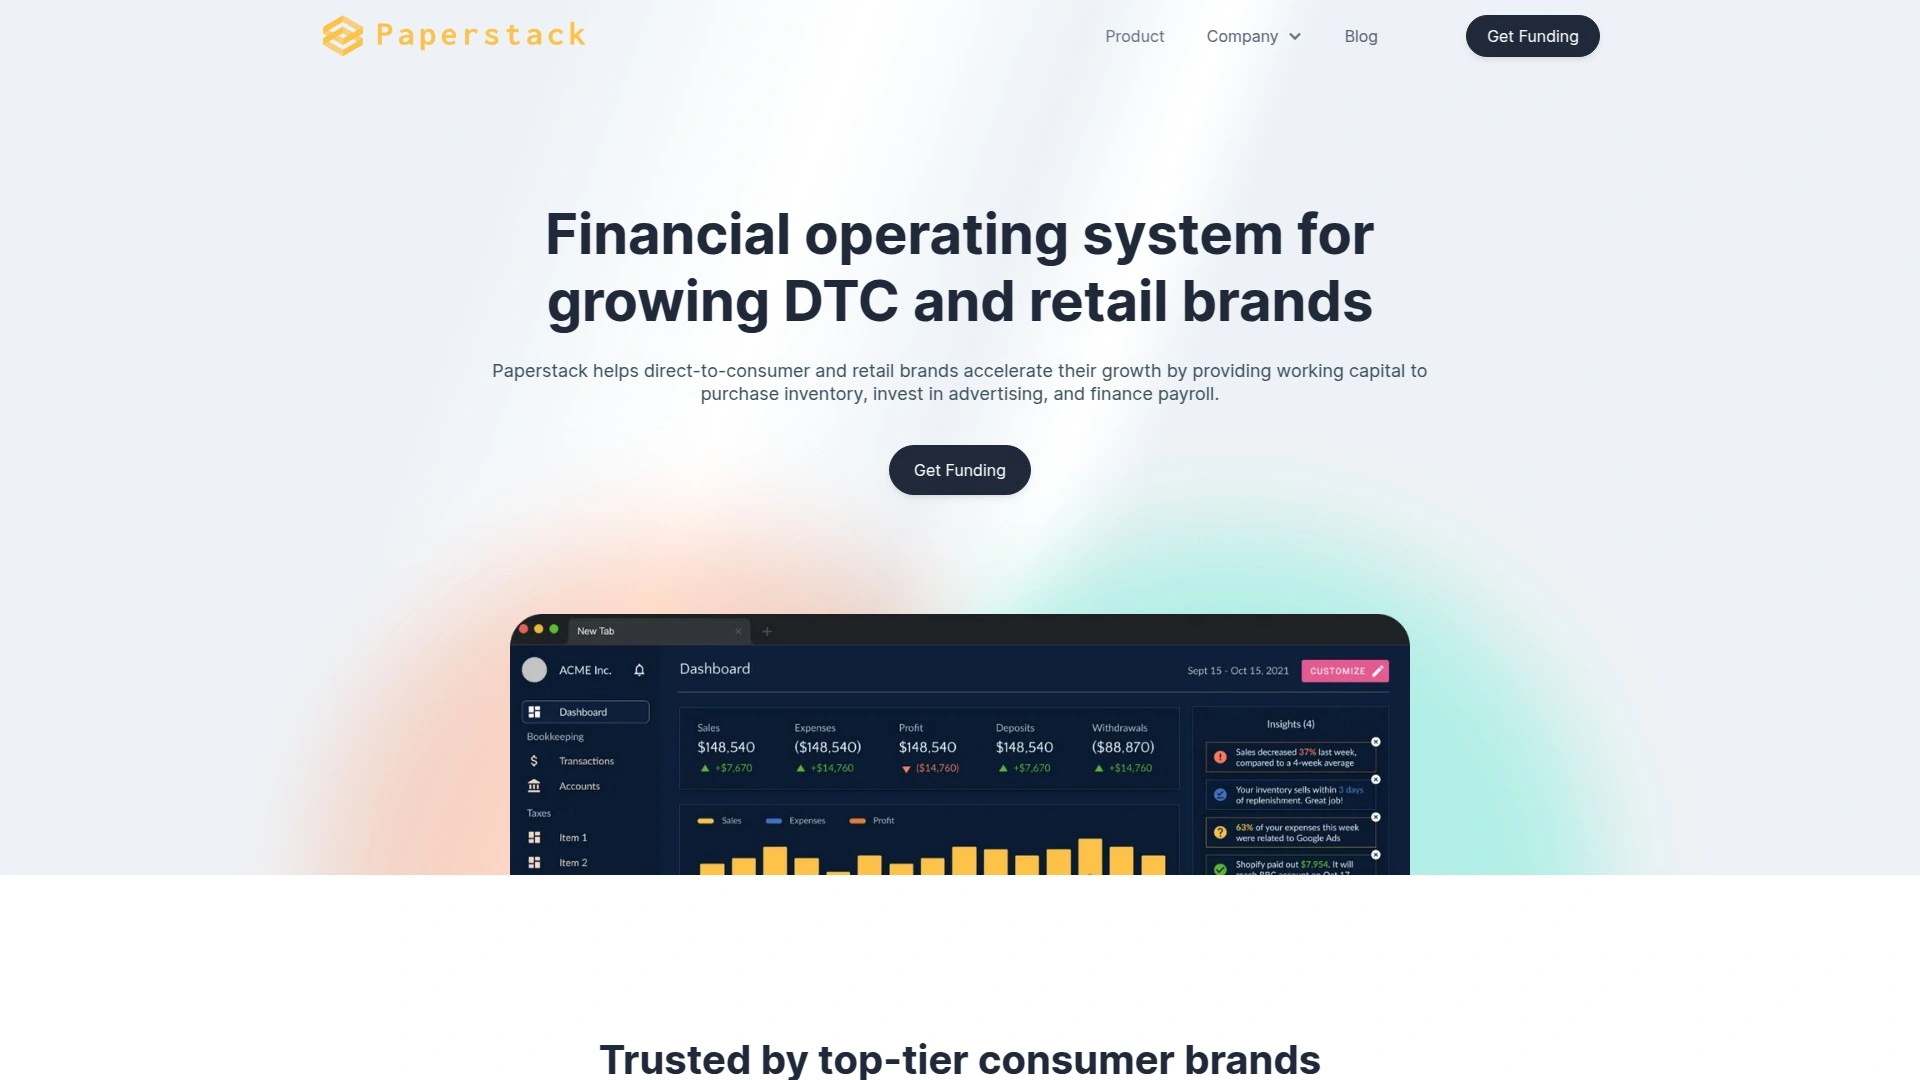 Paperstack
Product
Company
Blog
Get Funding
Financial operating system for
growing DTC and retail brands
Paperstack helps direct-to-consumer and retail brands accelerate their growth by providing working capital to
purchase inventory, invest in advertising, and finance payroll.
Get Funding
New Tab
ACME Inc.
Dashboard
Bookkeeping
Transactions
Accounts
Taxes
Item 1
Item 2
Dashboard
Sept 15 - Oct 15, 2021
CUSTOMIZE
Sales
$148,540
+$7,670
Expenses
($148,540)
+$14,760
Profit
$148,540
($14,760)
Deposits
$148,540
+$7,670
Withdrawals
($88,870)
+$14,760
Sales
Expenses
Profit
Insights (4)
Sales decreased 37% last week,
compared to a 4-week average
Your inventory sells within 3 days
of replenishment. Great job!
63% of your expenses this week
were related to Google Ads
Shopify paid out $7,954. It will
Trusted by top-tier consumer brands